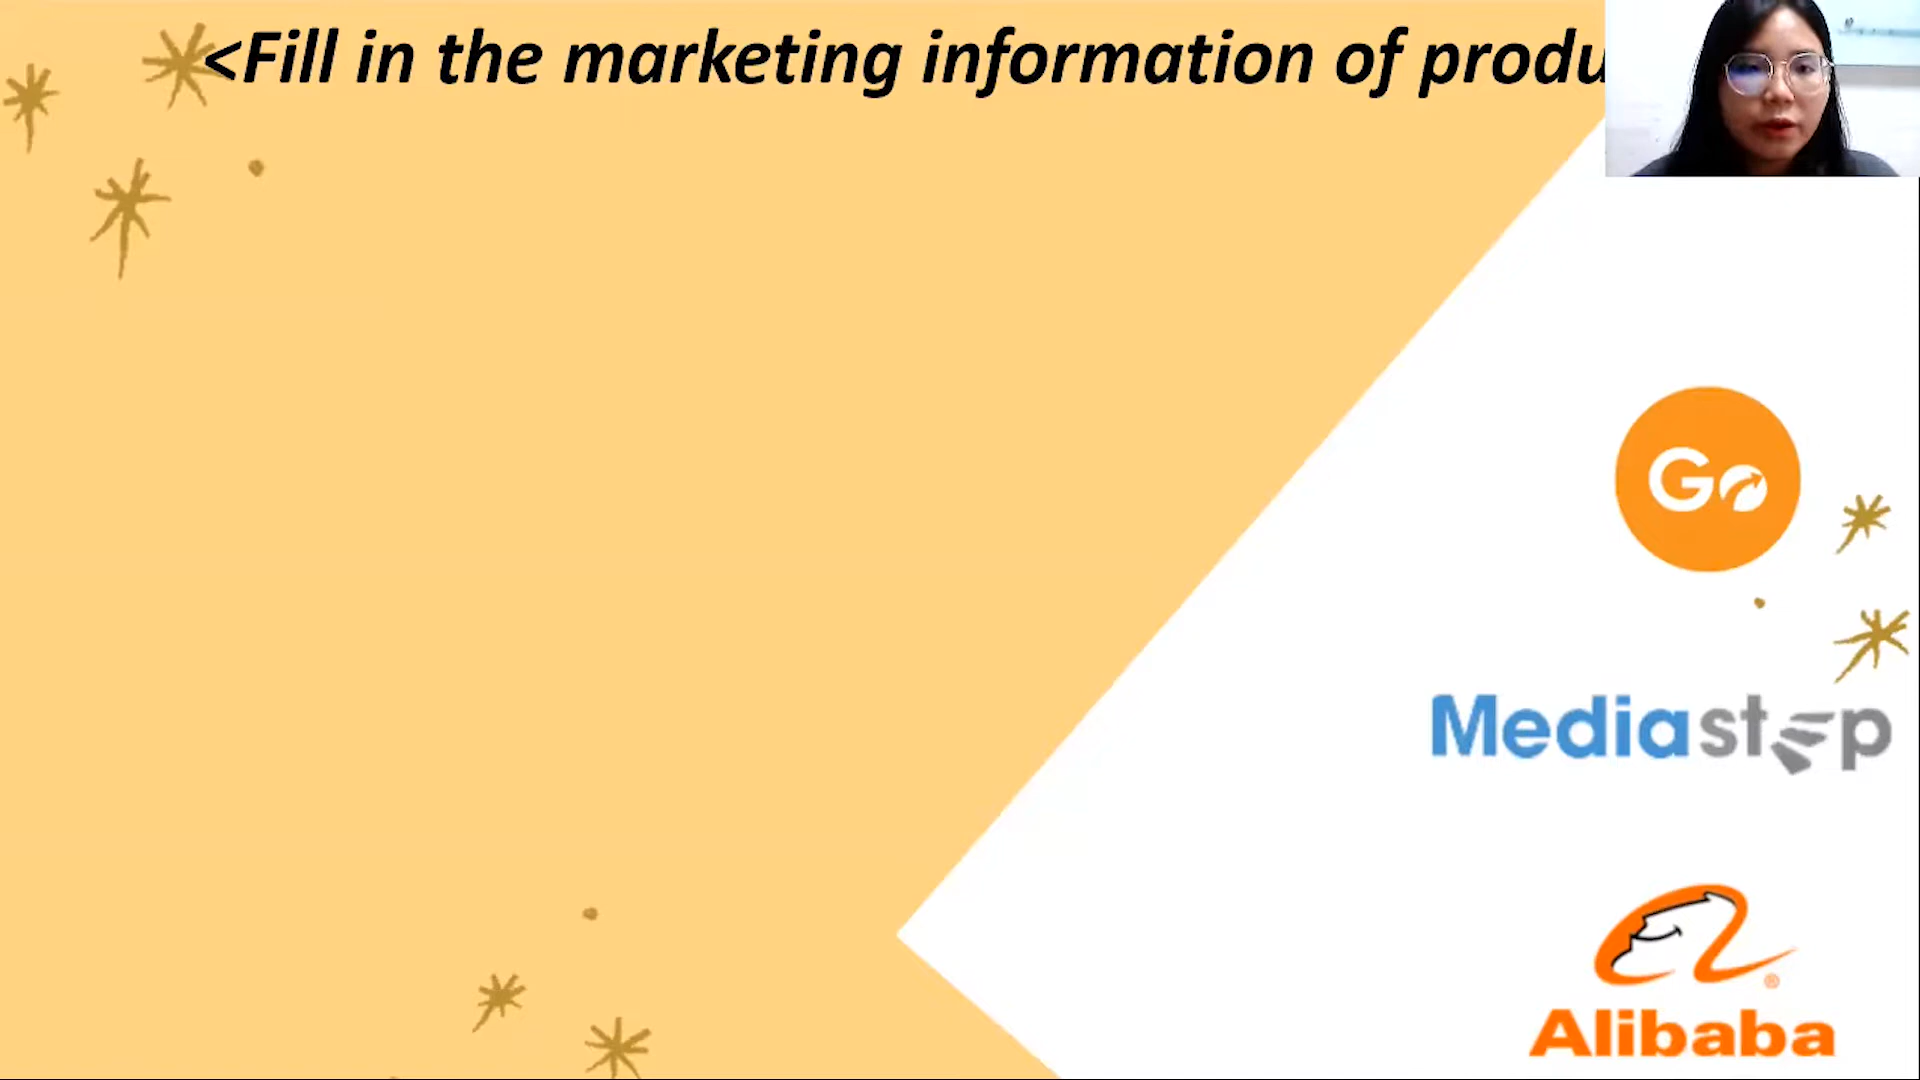 <Fill in the marketing information of produ
Go
Mediastep
Alibaba